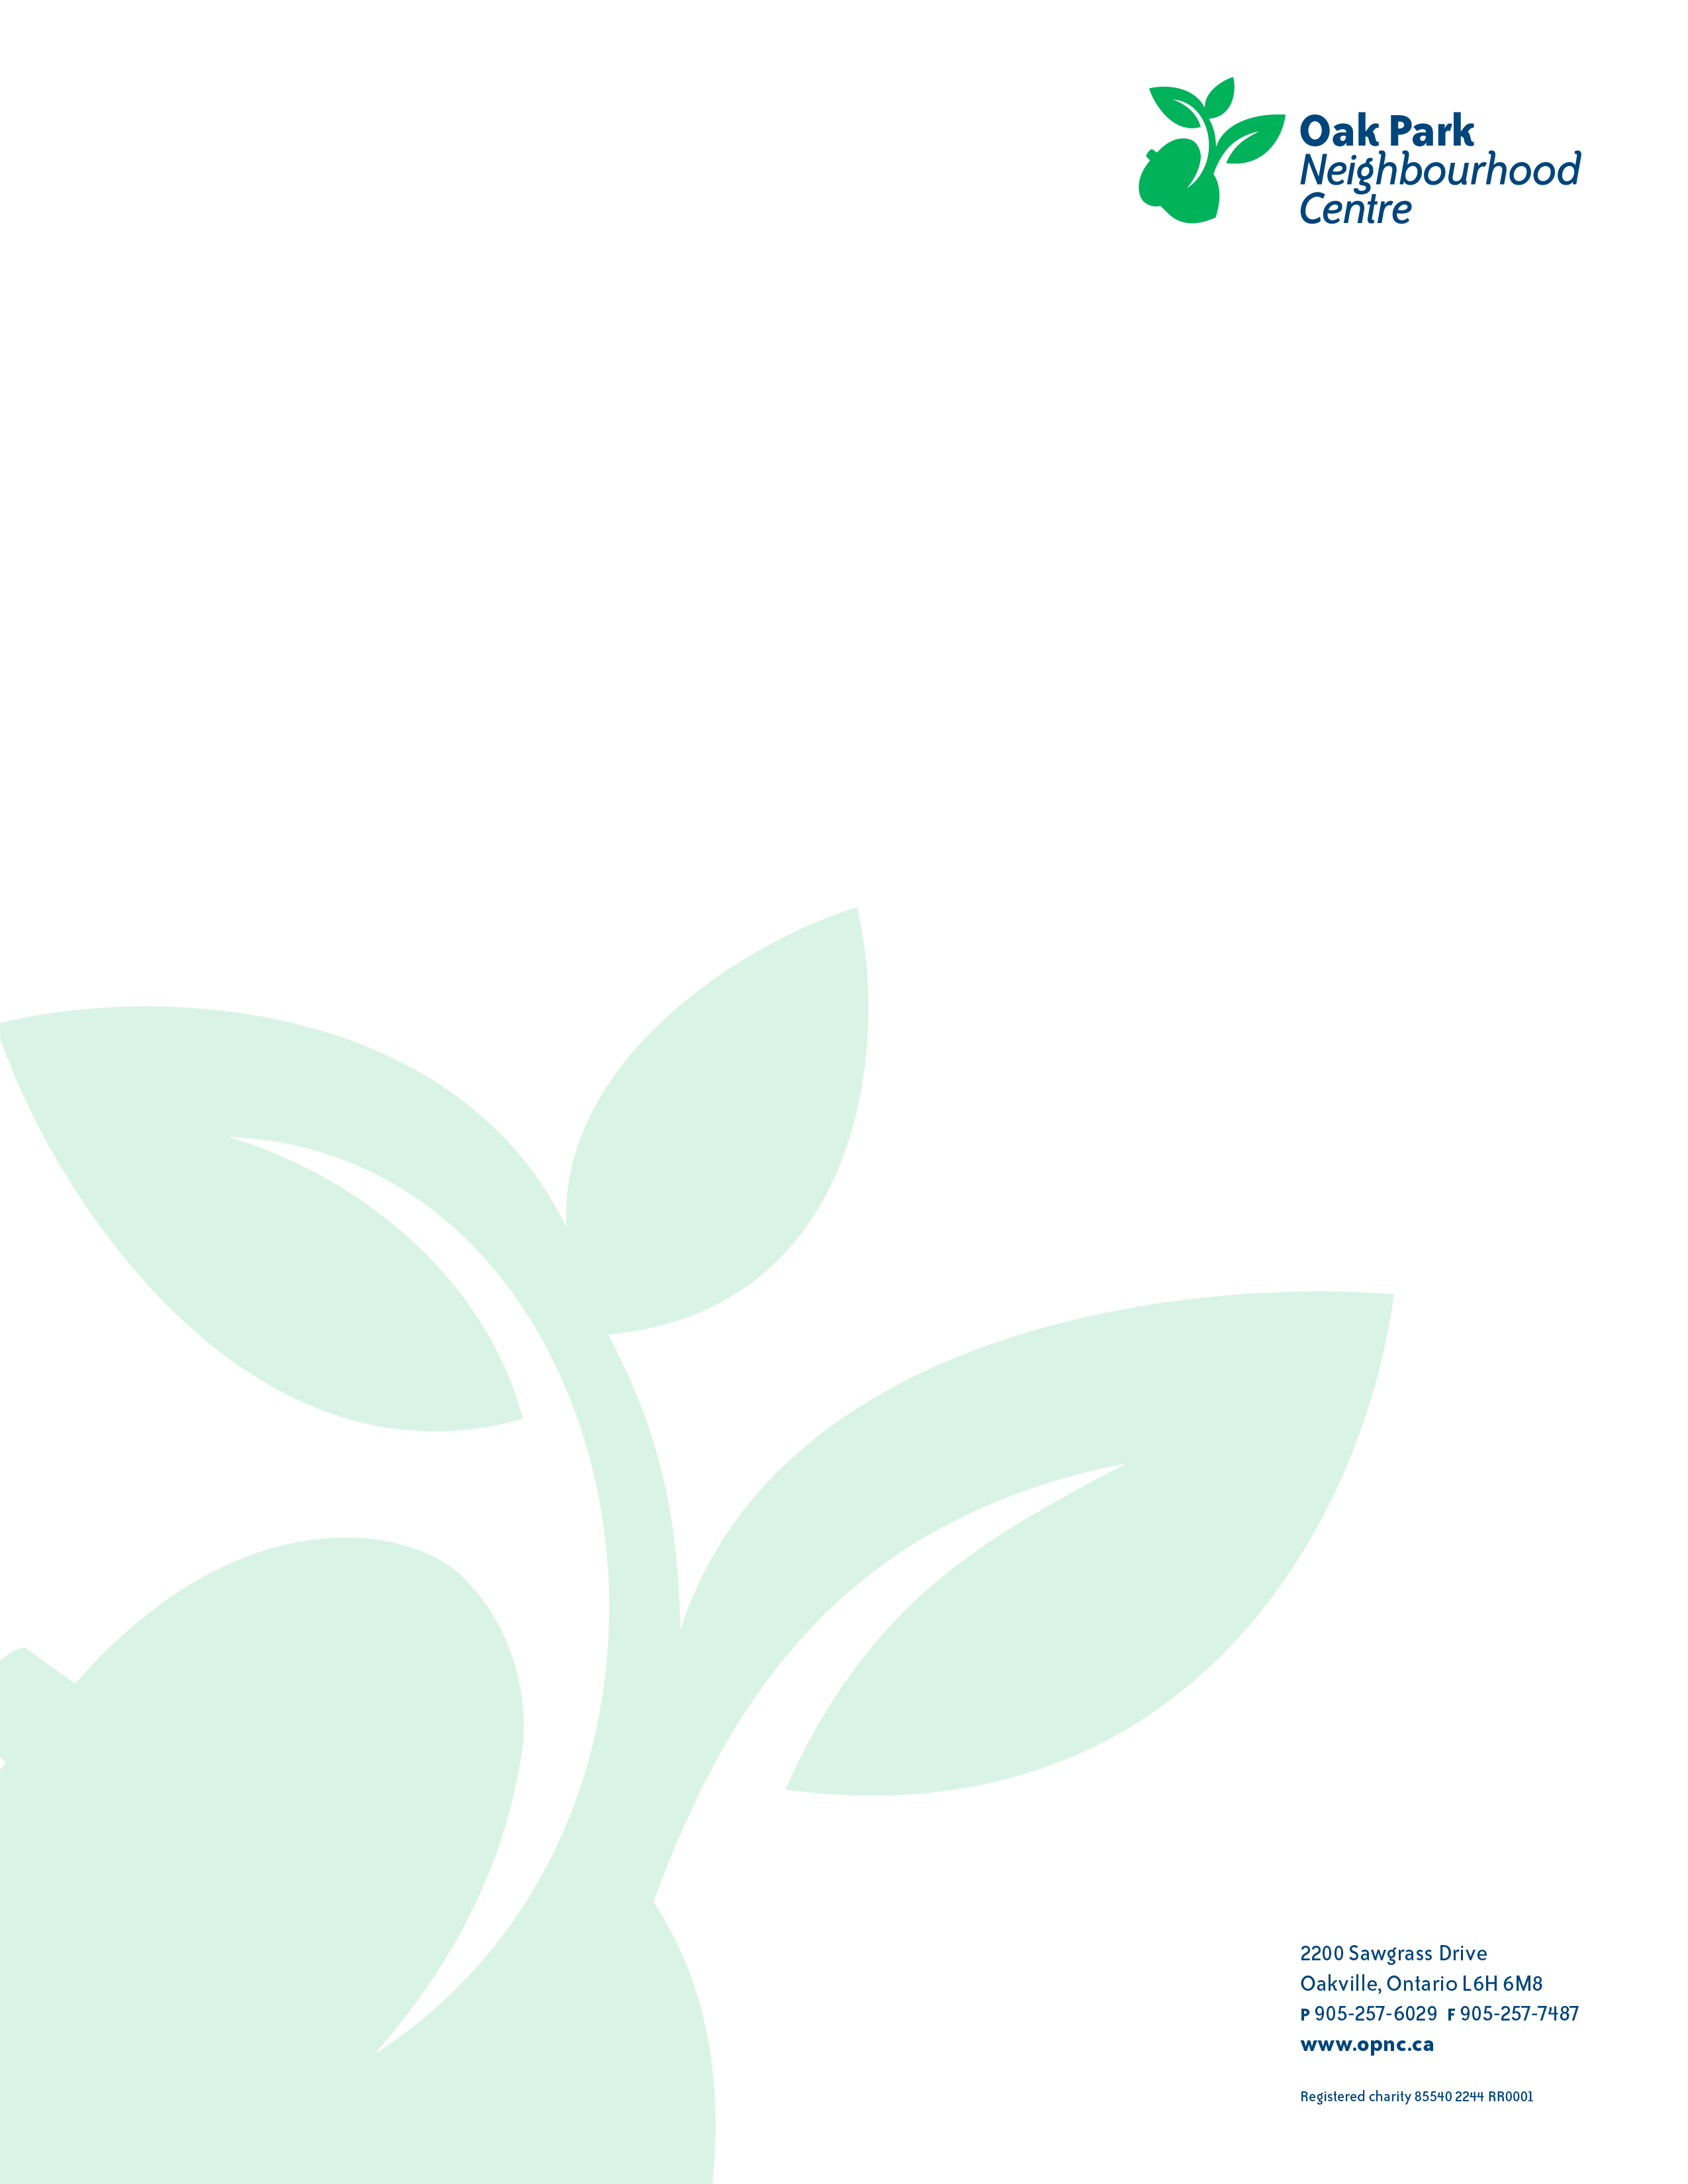 Oak Park
Neighbourhood
Centre
2200 Sawgrass Drive
Oakville, Ontario L6H 6M8
P 905-257-6029 F 905-257-7487
www.opnc.ca
Registered charity 85540 2244 RR0001